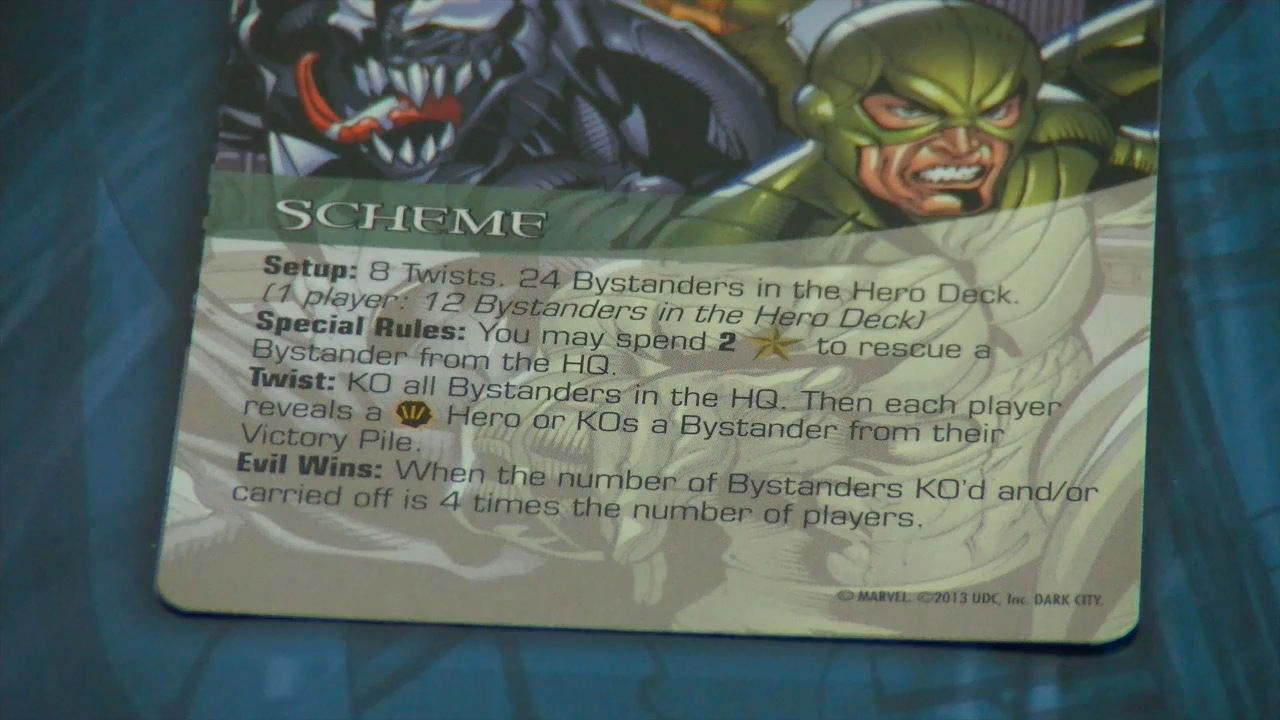 SCHEME
Setup: 8 Twists. 24 Bystanders in the Hero Deck.
(1 player: 12 Bystanders in the Hero Deck)
Special Rules: You may spend 2 to rescue a
Bystander from the HQ.
Twist: KO all Bystanders in the HQ. Then each player
reveals a Hero or KOs a Bystander from their
Victory Pile.
Evil Wins: When the number of Bystanders KO'd and/or
carried off is 4 times the number of players.
© MARVEL. ©2013 UDC, Inc. DARK CITY.